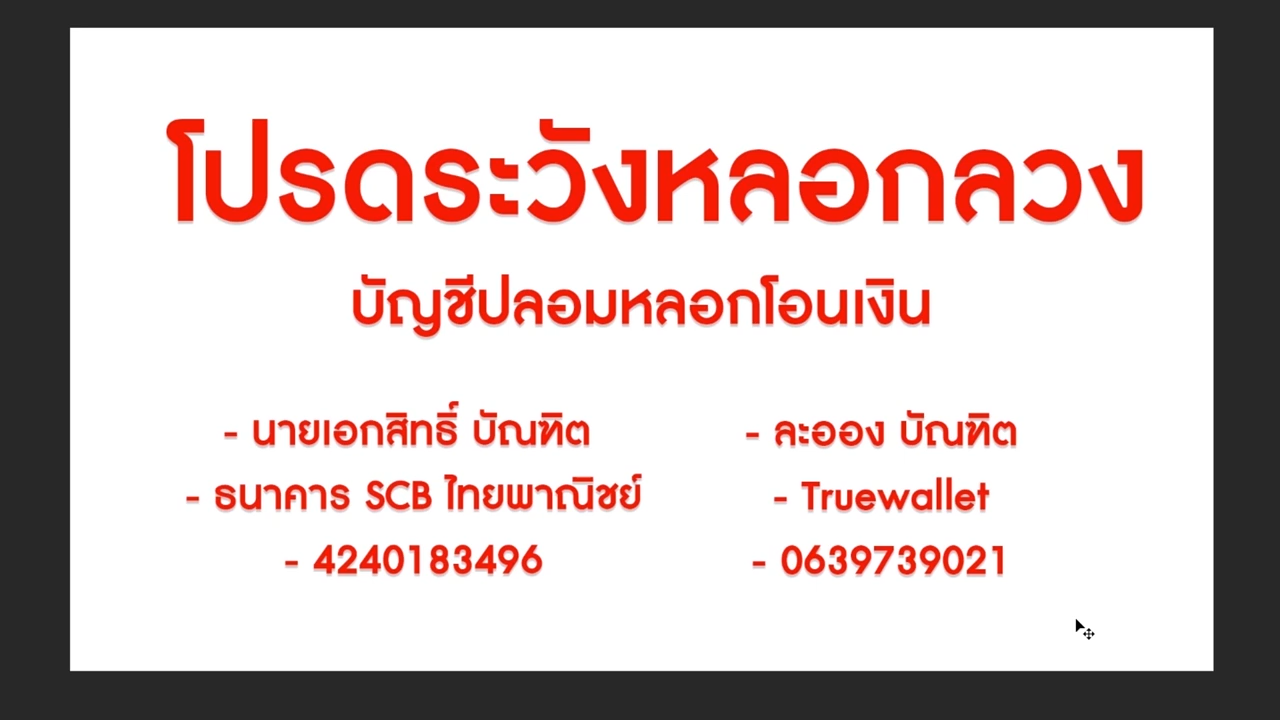 โปรดระวังหลอกลวง
บัญชีปลอมหลอกโอนเงิน
- นายเอกสิทธิ์ บัณฑิต
- ธนาคาร SCB ไทยพาณิชย์
- 4240183496
- ละออง บัณฑิต
- Truewallet
- 0639739021